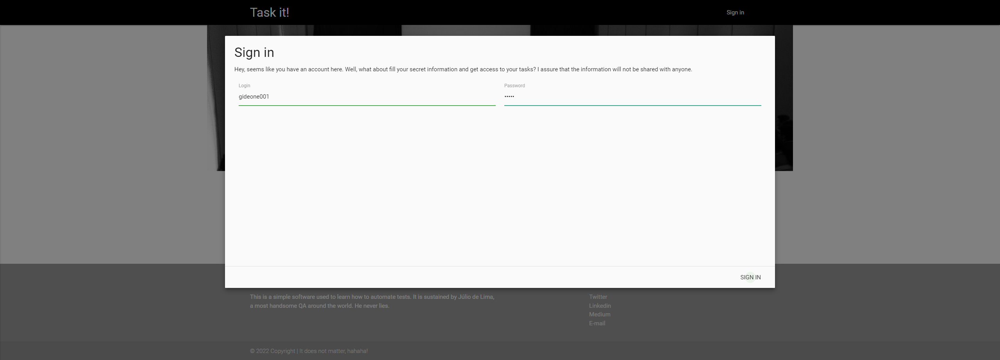 Task it!
Sign in
Sign in
Hey, seems like you have an account here. Well, what about fill your secret information and get access to your tasks? I assure that the information will not be shared with anyone.
Login
Password
gideone001
•••••
SIGN IN
This is a simple software used to learn how to automate tests. It is sustained by Júlio de Lima,
a most handsome QA around the world. He never lies.
Twitter
Linkedin
Medium
E-mail
© 2022 Copyright | It does not matter, hahaha!